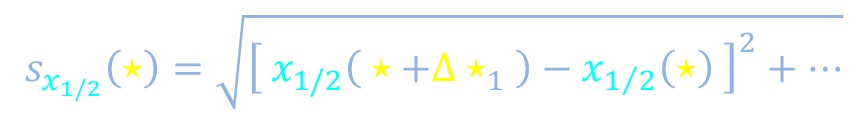 s_{x_{1/2}}(⋆) = √([x_{1/2}(⋆+Δ⋆_1) − x_{1/2}(⋆)]^2 + ⋯)